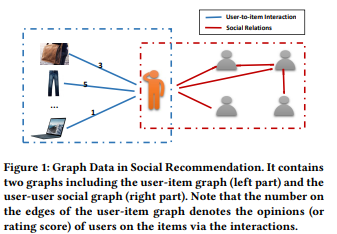 User-to-item Interaction
Social Relations
3
5
...
1
Figure 1: Graph Data in Social Recommendation. It contains
two graphs including the user-item graph (left part) and the
user-user social graph (right part). Note that the number on
the edges of the user-item graph denotes the opinions (or
rating score) of users on the items via the interactions.